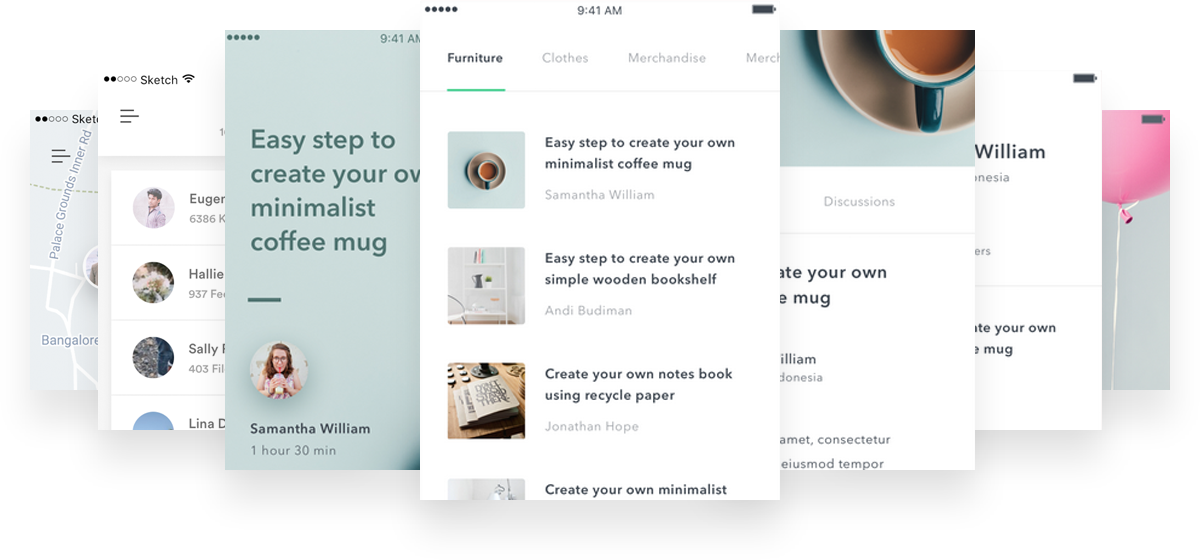 Sketch
Palace Grounds Inner Rd
Bangalore
Sketch
6386
Hallie
937
Sally
403
Lina D
9:41 AM
Easy step to
create your
minimalist
coffee mug
Samantha William
1 hour 30 min
9:41 AM
Furniture
Clothes
Merchandise
Merch
Easy step to create your own
minimalist coffee mug
Samantha William
Easy step to create your own
simple wooden bookshelf
Andi Budiman
Create your own notes book
using recycle paper
Jonathan Hope
Create your own minimalist
Discussions
ate your own
e mug
illiam
donesia
amet, consectetur
eiusmod tempor
William
onesia
ers
ate your own
e mug